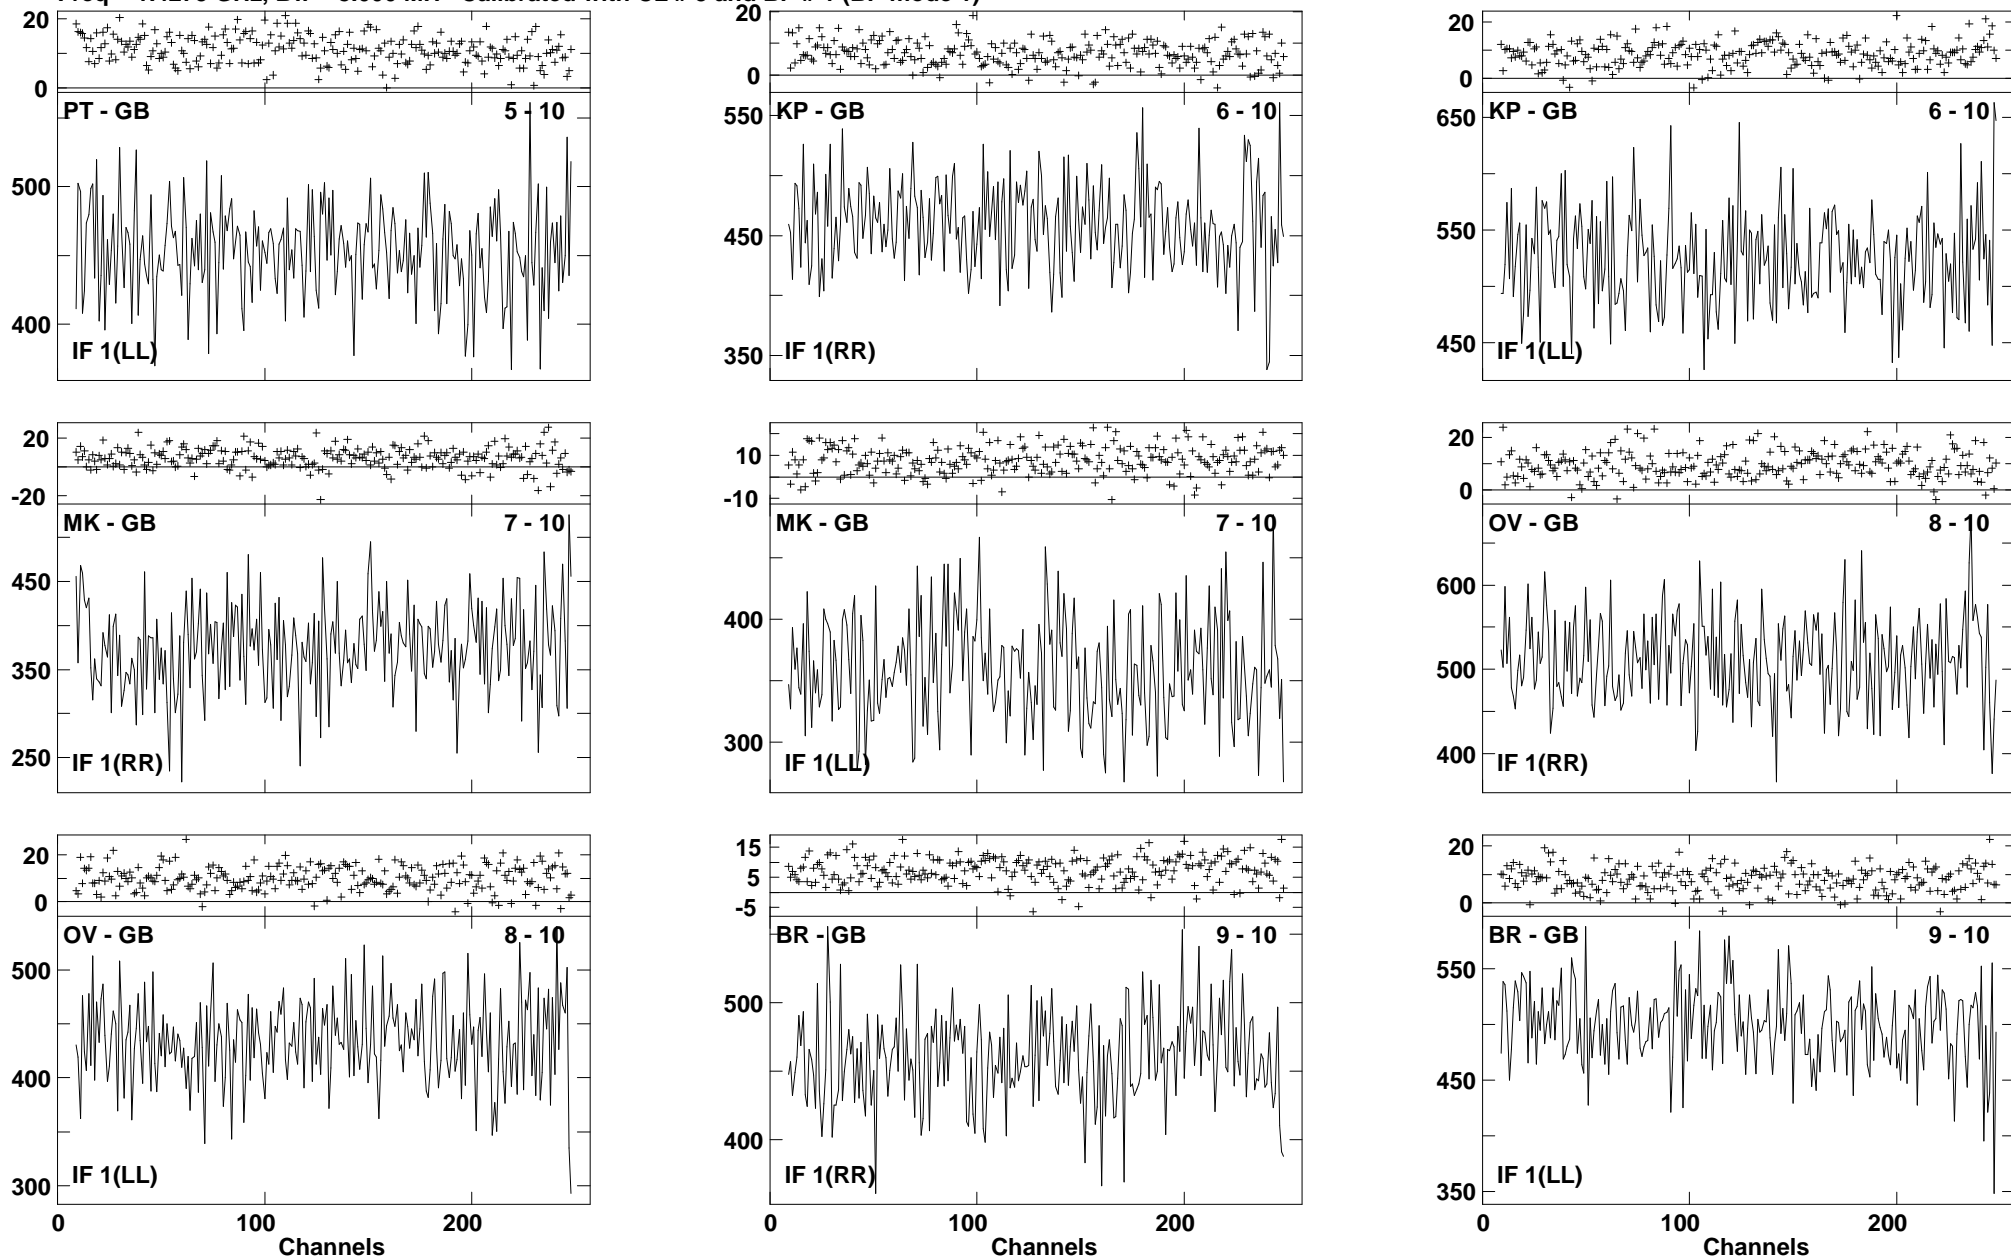 20 10 0 20 0 20 0
PT - GB 5 - 10 KP - GB 6 - 10 KP - GB 6 - 10
500 400 550 450 350 650 550 450
IF 1(LL) IF 1(RR) IF 1(LL)
20 -20 10 -10 20 0
MK - GB 7 - 10 MK - GB 7 - 10 OV - GB 8 - 10
450 350 250 400 300 600 500 400
IF 1(RR) IF 1(LL) IF 1(RR)
20 0 15 5 -5 20 0
OV - GB 8 - 10 BR - GB 9 - 10 BR - GB 9 - 10
500 400 300 500 400 550 450 350
IF 1(LL) IF 1(RR) IF 1(LL)
0 100 200 0 100 200 0 100 200
Channels Channels Channels